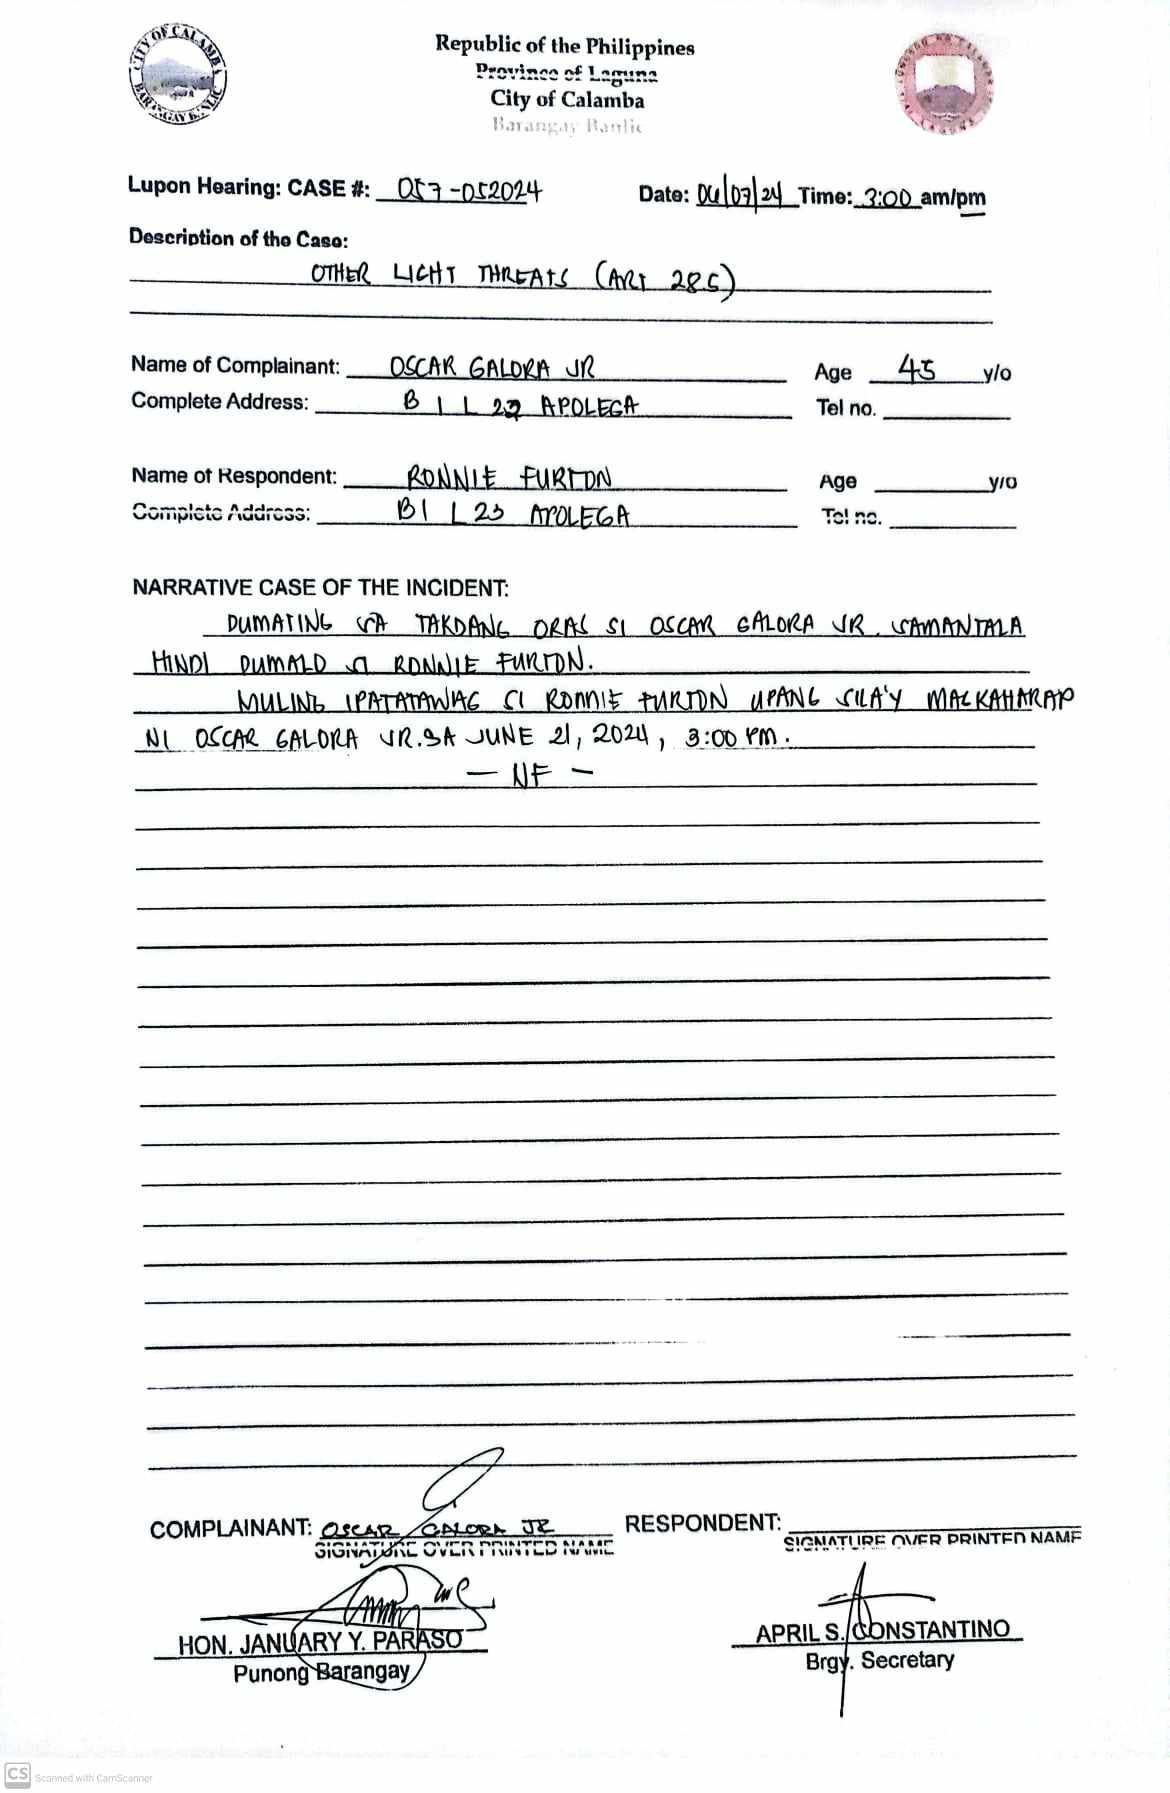 CITY OF CALAMBA
BARANGAY BANLIC
Republic of the Philippines
Province of Laguna
City of Calamba
Barangay Banlic
Lupon Hearing: CASE #: 057-052024 Date: 06/07/24 Time: 3:00 am/pm
Description of the Case:
OTHER LIGHT THREATS (ART 285)
Name of Complainant: OSCAR GALORA JR Age 45 y/o
Complete Address: B 1 L 22 APOLEGA Tel no.
Name of Respondent: RONNIE FURTON Age y/o
Complete Address: B1 L 23 APOLEGA Tel no.
NARRATIVE CASE OF THE INCIDENT:
DUMATING SA TAKDANG ORAS SI OSCAR GALORA JR. SAMANTALA
HINDI DUMALO SI RONNIE FURTON.
MULING IPATATAWAG SI RONNIE FURTON UPANG SILA'Y MAGKAHARAP
NI OSCAR GALORA JR. SA JUNE 21, 2024, 3:00 PM.
- NF -
COMPLAINANT: OSCAR GALORA JR RESPONDENT:
SIGNATURE OVER PRINTED NAME SIGNATURE OVER PRINTED NAME
HON. JANUARY Y. PARASO APRIL S. CONSTANTINO
Punong Barangay Brgy. Secretary
CS Scanned with CamScanner